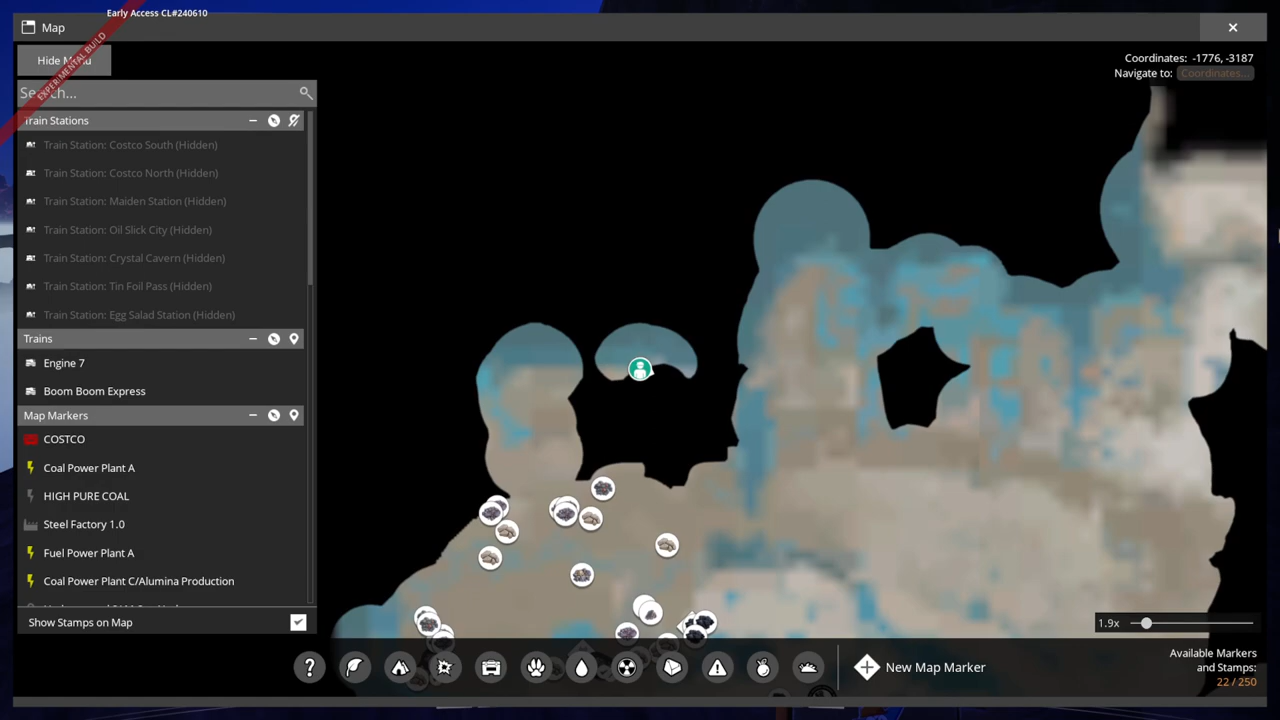 Early Access CL#240610
Map
EXPERIMENTAL BUILD
Hide Menu
Coordinates: -1776, -3187
Navigate to: Coordinates...
Search...
Train Stations
Train Station: Costco South (Hidden)
Train Station: Costco North (Hidden)
Train Station: Maiden Station (Hidden)
Train Station: Oil Slick City (Hidden)
Train Station: Crystal Cavern (Hidden)
Train Station: Tin Foil Pass (Hidden)
Train Station: Egg Salad Station (Hidden)
Trains
Engine 7
Boom Boom Express
Map Markers
COSTCO
Coal Power Plant A
HIGH PURE COAL
Steel Factory 1.0
Fuel Power Plant A
Coal Power Plant C/Alumina Production
Show Stamps on Map
1.9x
New Map Marker
Available Markers
and Stamps:
22 / 250